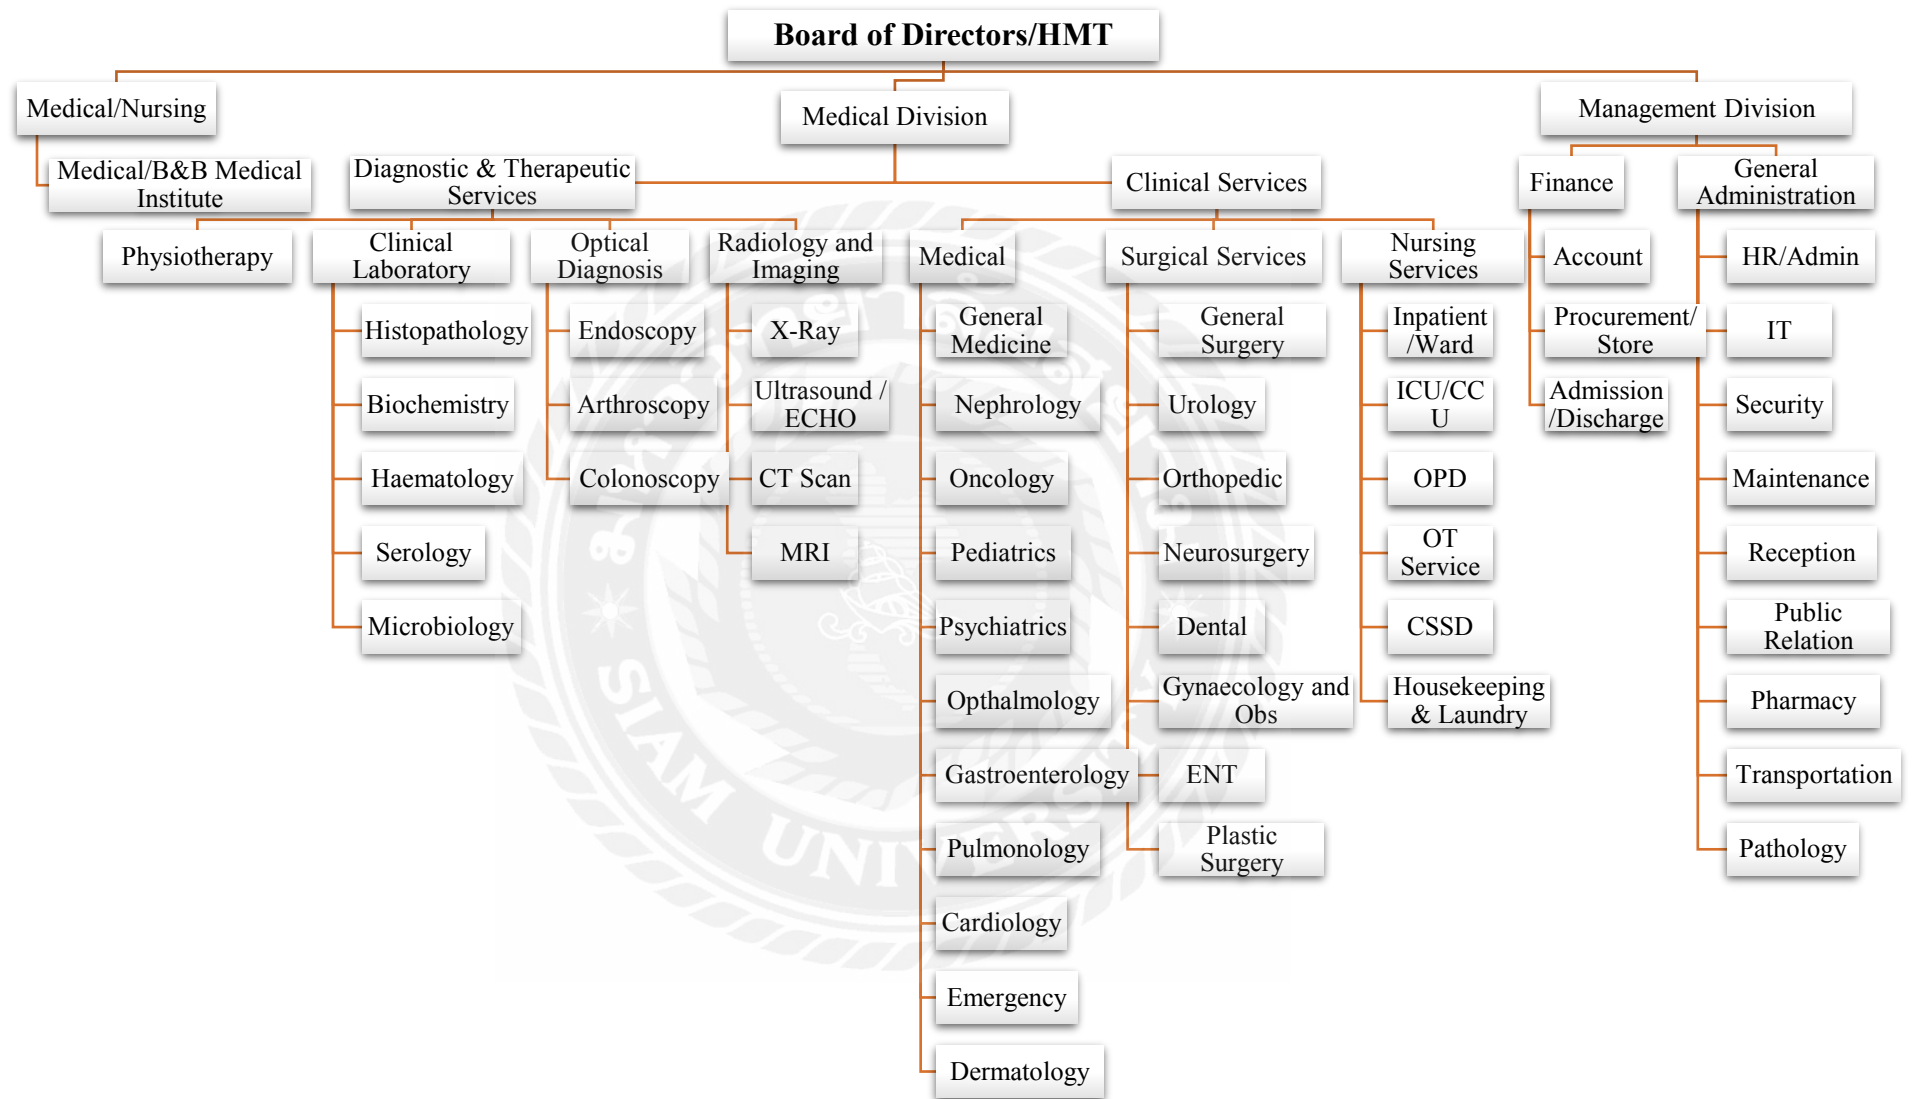 Board of Directors/HMT
Medical/Nursing
Medical Division
Management Division
Medical/B&B Medical
Institute
Diagnostic & Therapeutic
Services
Clinical Services
Finance
General
Administration
Physiotherapy
Clinical
Laboratory
Optical
Diagnosis
Radiology and
Imaging
Medical
Surgical Services
Nursing
Services
Account
HR/Admin
Histopathology
Endoscopy
X-Ray
General
Medicine
General
Surgery
Inpatient
/Ward
Procurement/
Store
IT
Biochemistry
Arthroscopy
Ultrasound /
ECHO
Nephrology
Urology
ICU/CC
U
Admission
/Discharge
Security
Haematology
Colonoscopy
CT Scan
Oncology
Orthopedic
OPD
Maintenance
Serology
MRI
Pediatrics
Neurosurgery
OT
Service
Reception
Microbiology
Psychiatrics
Dental
CSSD
Public
Relation
Opthalmology
Gynaecology and
Obs
Housekeeping
& Laundry
Pharmacy
Gastroenterology
ENT
Transportation
Pulmonology
Plastic
Surgery
Pathology
Cardiology
Emergency
Dermatology
SIAM UNIVERSITY